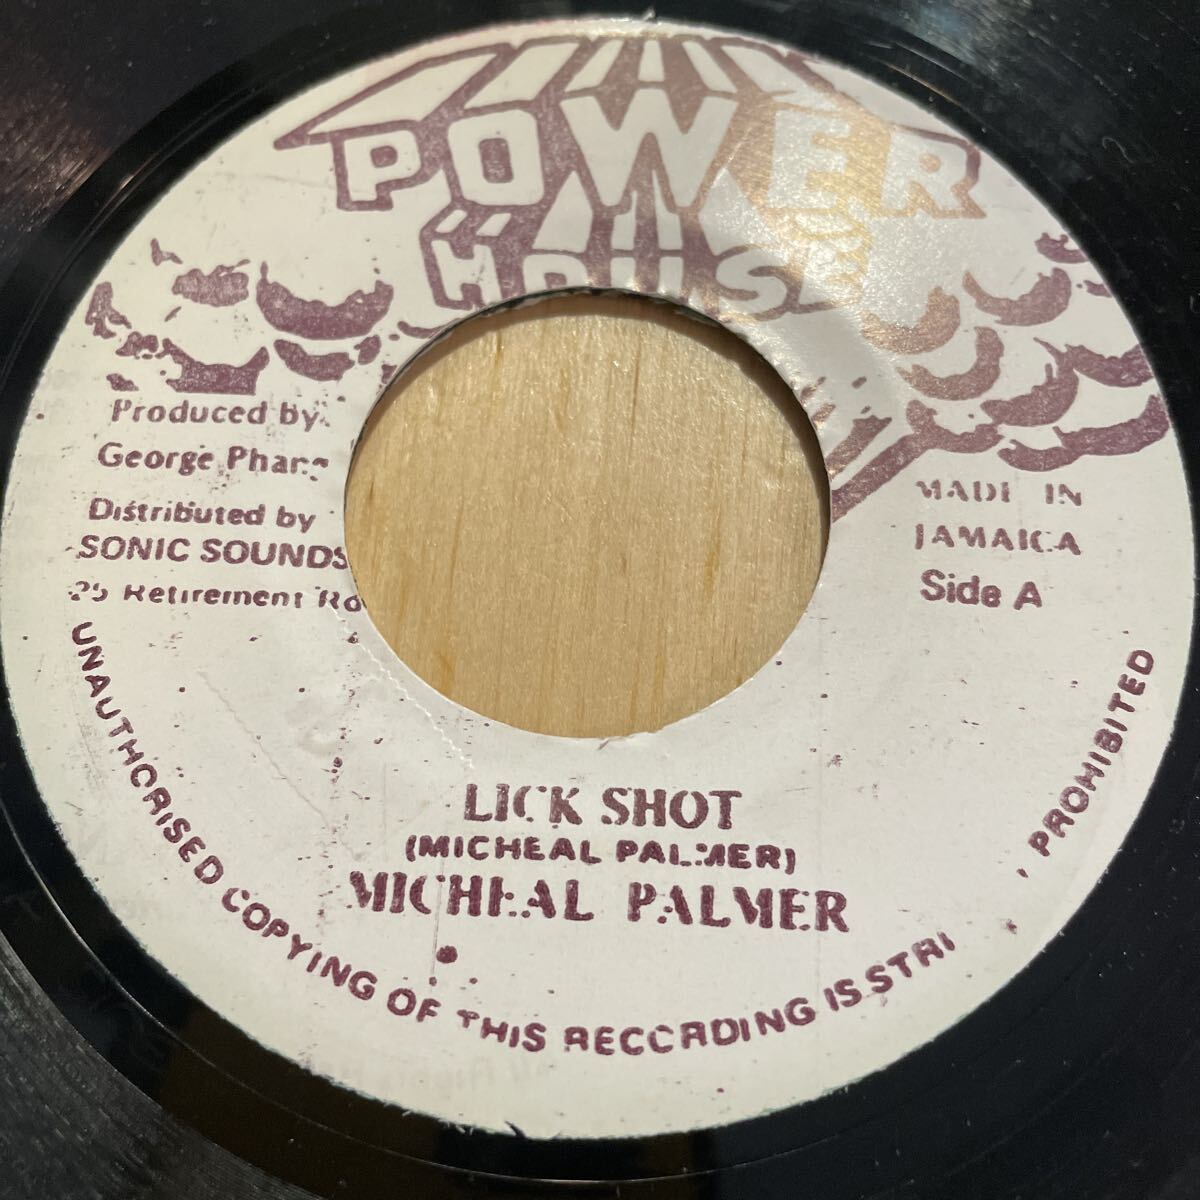 POWER
HOUSE
Produced by
George Phang
Distributed by
SONIC SOUNDS
25 Retirement Ro
MADE IN
JAMAICA
Side A
LICK SHOT
(MICHEAL PALMER)
MICHEAL PALMER
UNAUTHORISED COPYING OF THIS RECORDING IS STRI , PROHIBITED